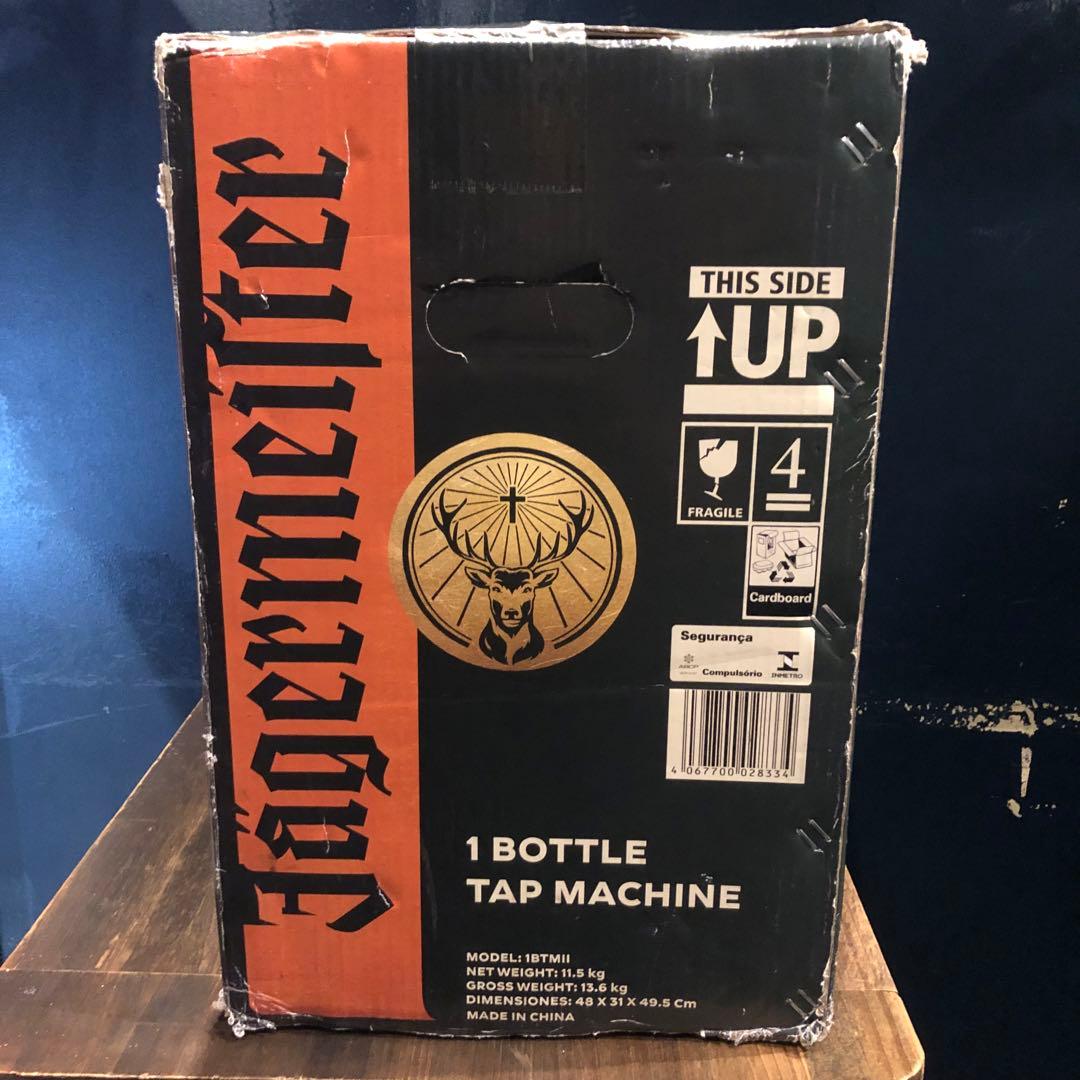 Jägermeiſter
THIS SIDE
UP
FRAGILE
4
Cardboard
Segurança
ABCP
Compulsório
INMETRO
4 067700 028334
1 BOTTLE
TAP MACHINE
MODEL: 1BTMII
NET WEIGHT: 11.5 kg
GROSS WEIGHT: 13.6 kg
DIMENSIONES: 48 X 31 X 49.5 Cm
MADE IN CHINA